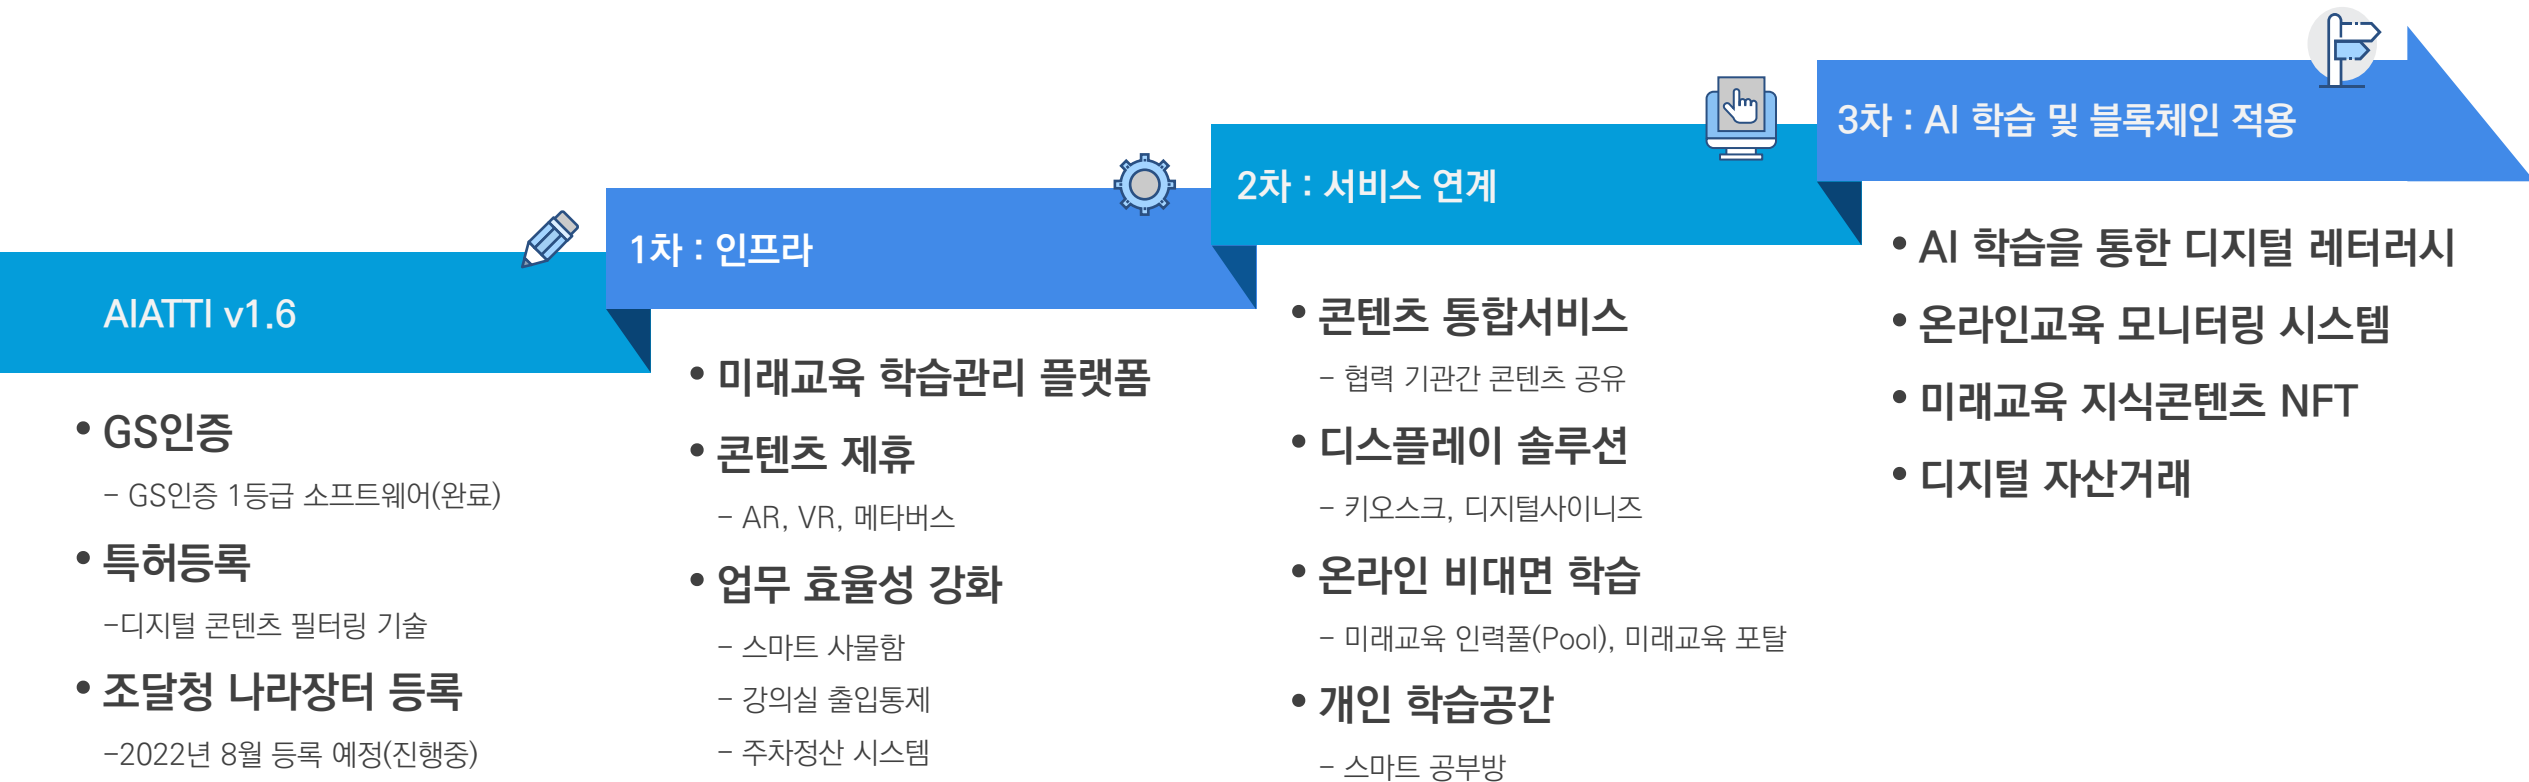 AIATTI v1.6
• GS인증
- GS인증 1등급 소프트웨어(완료)
• 특허등록
-디지털 콘텐츠 필터링 기술
• 조달청 나라장터 등록
-2022년 8월 등록 예정(진행중)
1차 : 인프라
• 미래교육 학습관리 플랫폼
• 콘텐츠 제휴
- AR, VR, 메타버스
• 업무 효율성 강화
- 스마트 사물함
- 강의실 출입통제
- 주차정산 시스템
2차 : 서비스 연계
• 콘텐츠 통합서비스
- 협력 기관간 콘텐츠 공유
• 디스플레이 솔루션
- 키오스크, 디지털사이니즈
• 온라인 비대면 학습
- 미래교육 인력풀(Pool), 미래교육 포탈
• 개인 학습공간
- 스마트 공부방
3차 : AI 학습 및 블록체인 적용
• AI 학습을 통한 디지털 레터러시
• 온라인교육 모니터링 시스템
• 미래교육 지식콘텐츠 NFT
• 디지털 자산거래